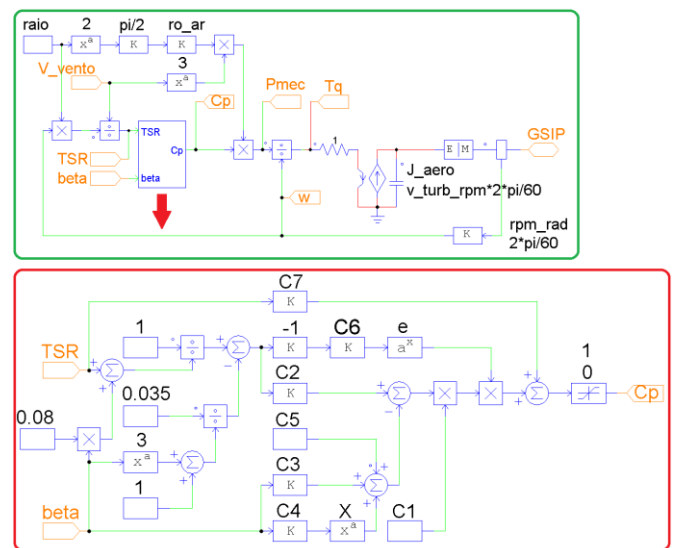 raio
2
pi/2
ro_ar
x^a
K
K
×
V_vento
3
x^a
Cp
Pmec
Tq
×
÷
TSR
Cp
beta
×
÷
1
E M
GSIP
TSR
beta
J_aero
v_turb_rpm*2*pi/60
w
K
rpm_rad
2*pi/60
C7
K
1
-1
C6
e
÷
Σ
K
K
a^x
1
0
TSR
Σ
C2
0.035
K
Σ
×
×
Σ
Cp
0.08
÷
C5
×
3
x^a
Σ
C3
K
Σ
1
C4
X
C1
beta
K
x^a